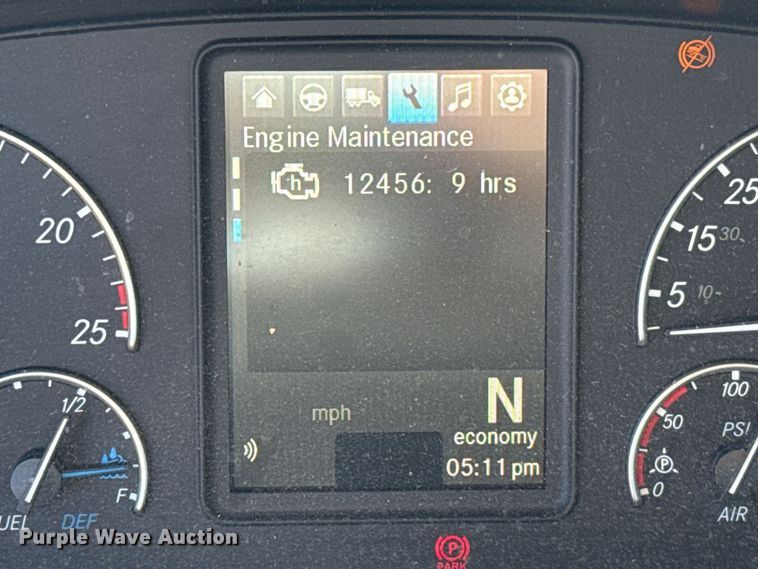 Engine Maintenance
h 12456: 9 hrs
20
25
25
15 30
5 10
mph
N
economy
05:11 pm
1/2
F
FUEL DEF
100
50
PSI
P
0
AIR
P
PARK
Purple Wave Auction